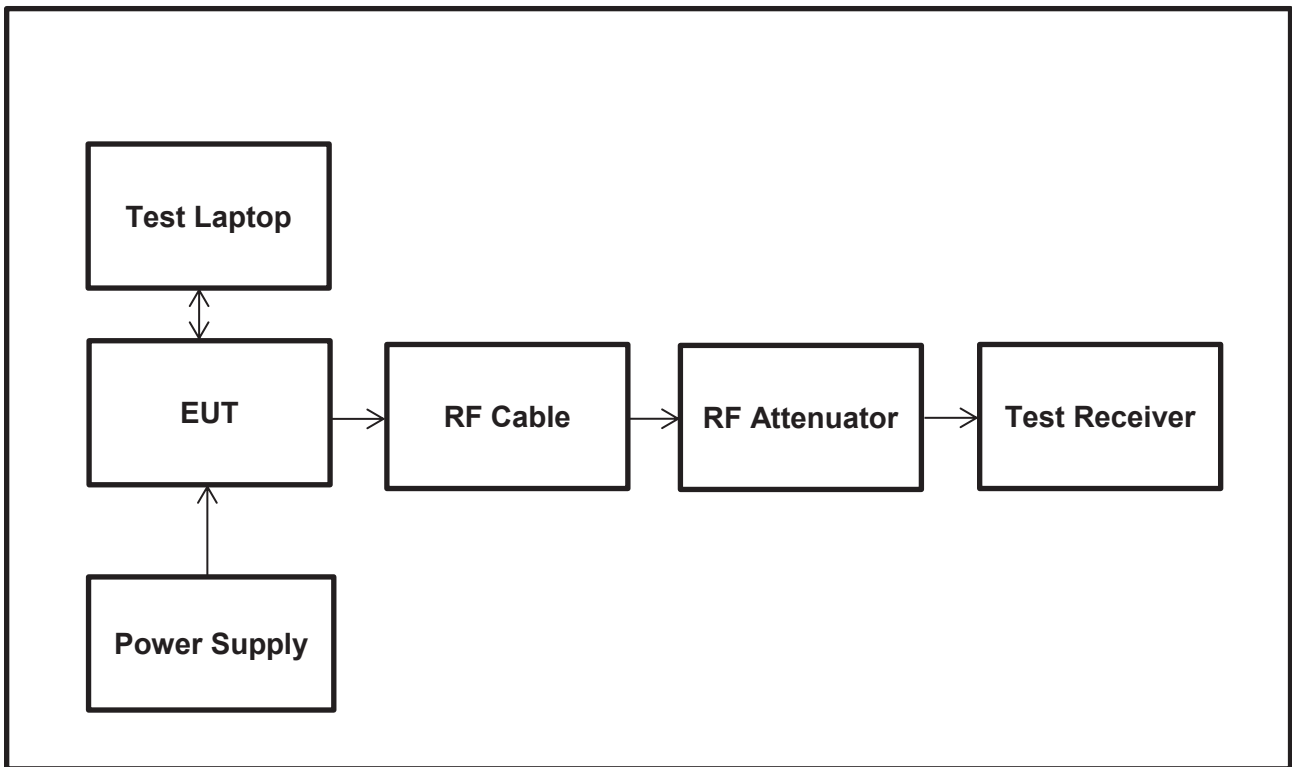 Test Laptop
EUT
RF Cable
RF Attenuator
Test Receiver
Power Supply